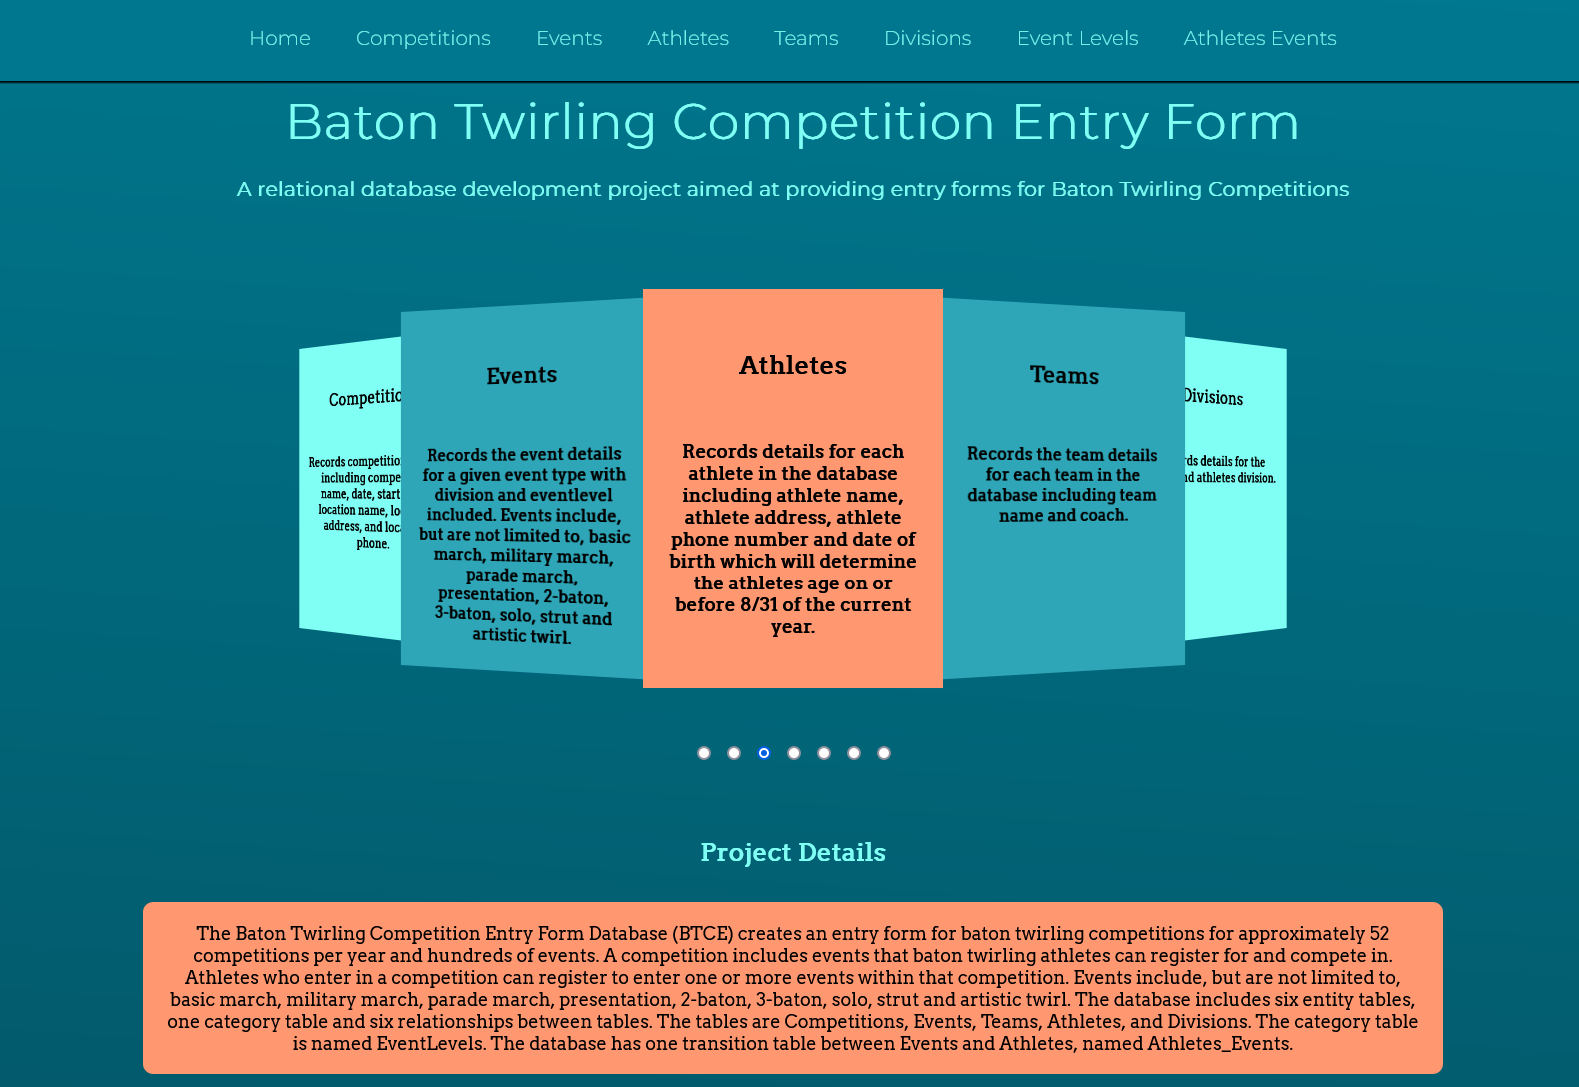 Home Competitions Events Athletes Teams Divisions Event Levels Athletes Events
Baton Twirling Competition Entry Form
A relational database development project aimed at providing entry forms for Baton Twirling Competitions
Records competitio
including compe
name, date, start
location name, lo
address, and loc
phone.
Events
Records the event details
for a given event type with
division and eventlevel
included. Events include,
but are not limited to, basic
march, military march,
parade march,
presentation, 2-baton,
3-baton, solo, strut and
artistic twirl.
Athletes
Records details for each
athlete in the database
including athlete name,
athlete address, athlete
phone number and date of
birth which will determine
the athletes age on or
before 8/31 of the current
year.
Teams
Records the team details
for each team in the
database including team
name and coach.
Divisions
details for the
athletes division.
Project Details
The Baton Twirling Competition Entry Form Database (BTCE) creates an entry form for baton twirling competitions for approximately 52
competitions per year and hundreds of events. A competition includes events that baton twirling athletes can register for and compete in.
Athletes who enter in a competition can register to enter one or more events within that competition. Events include, but are not limited to,
basic march, military march, parade march, presentation, 2-baton, 3-baton, solo, strut and artistic twirl. The database includes six entity tables,
one category table and six relationships between tables. The tables are Competitions, Events, Teams, Athletes, and Divisions. The category table
is named EventLevels. The database has one transition table between Events and Athletes, named Athletes_Events.